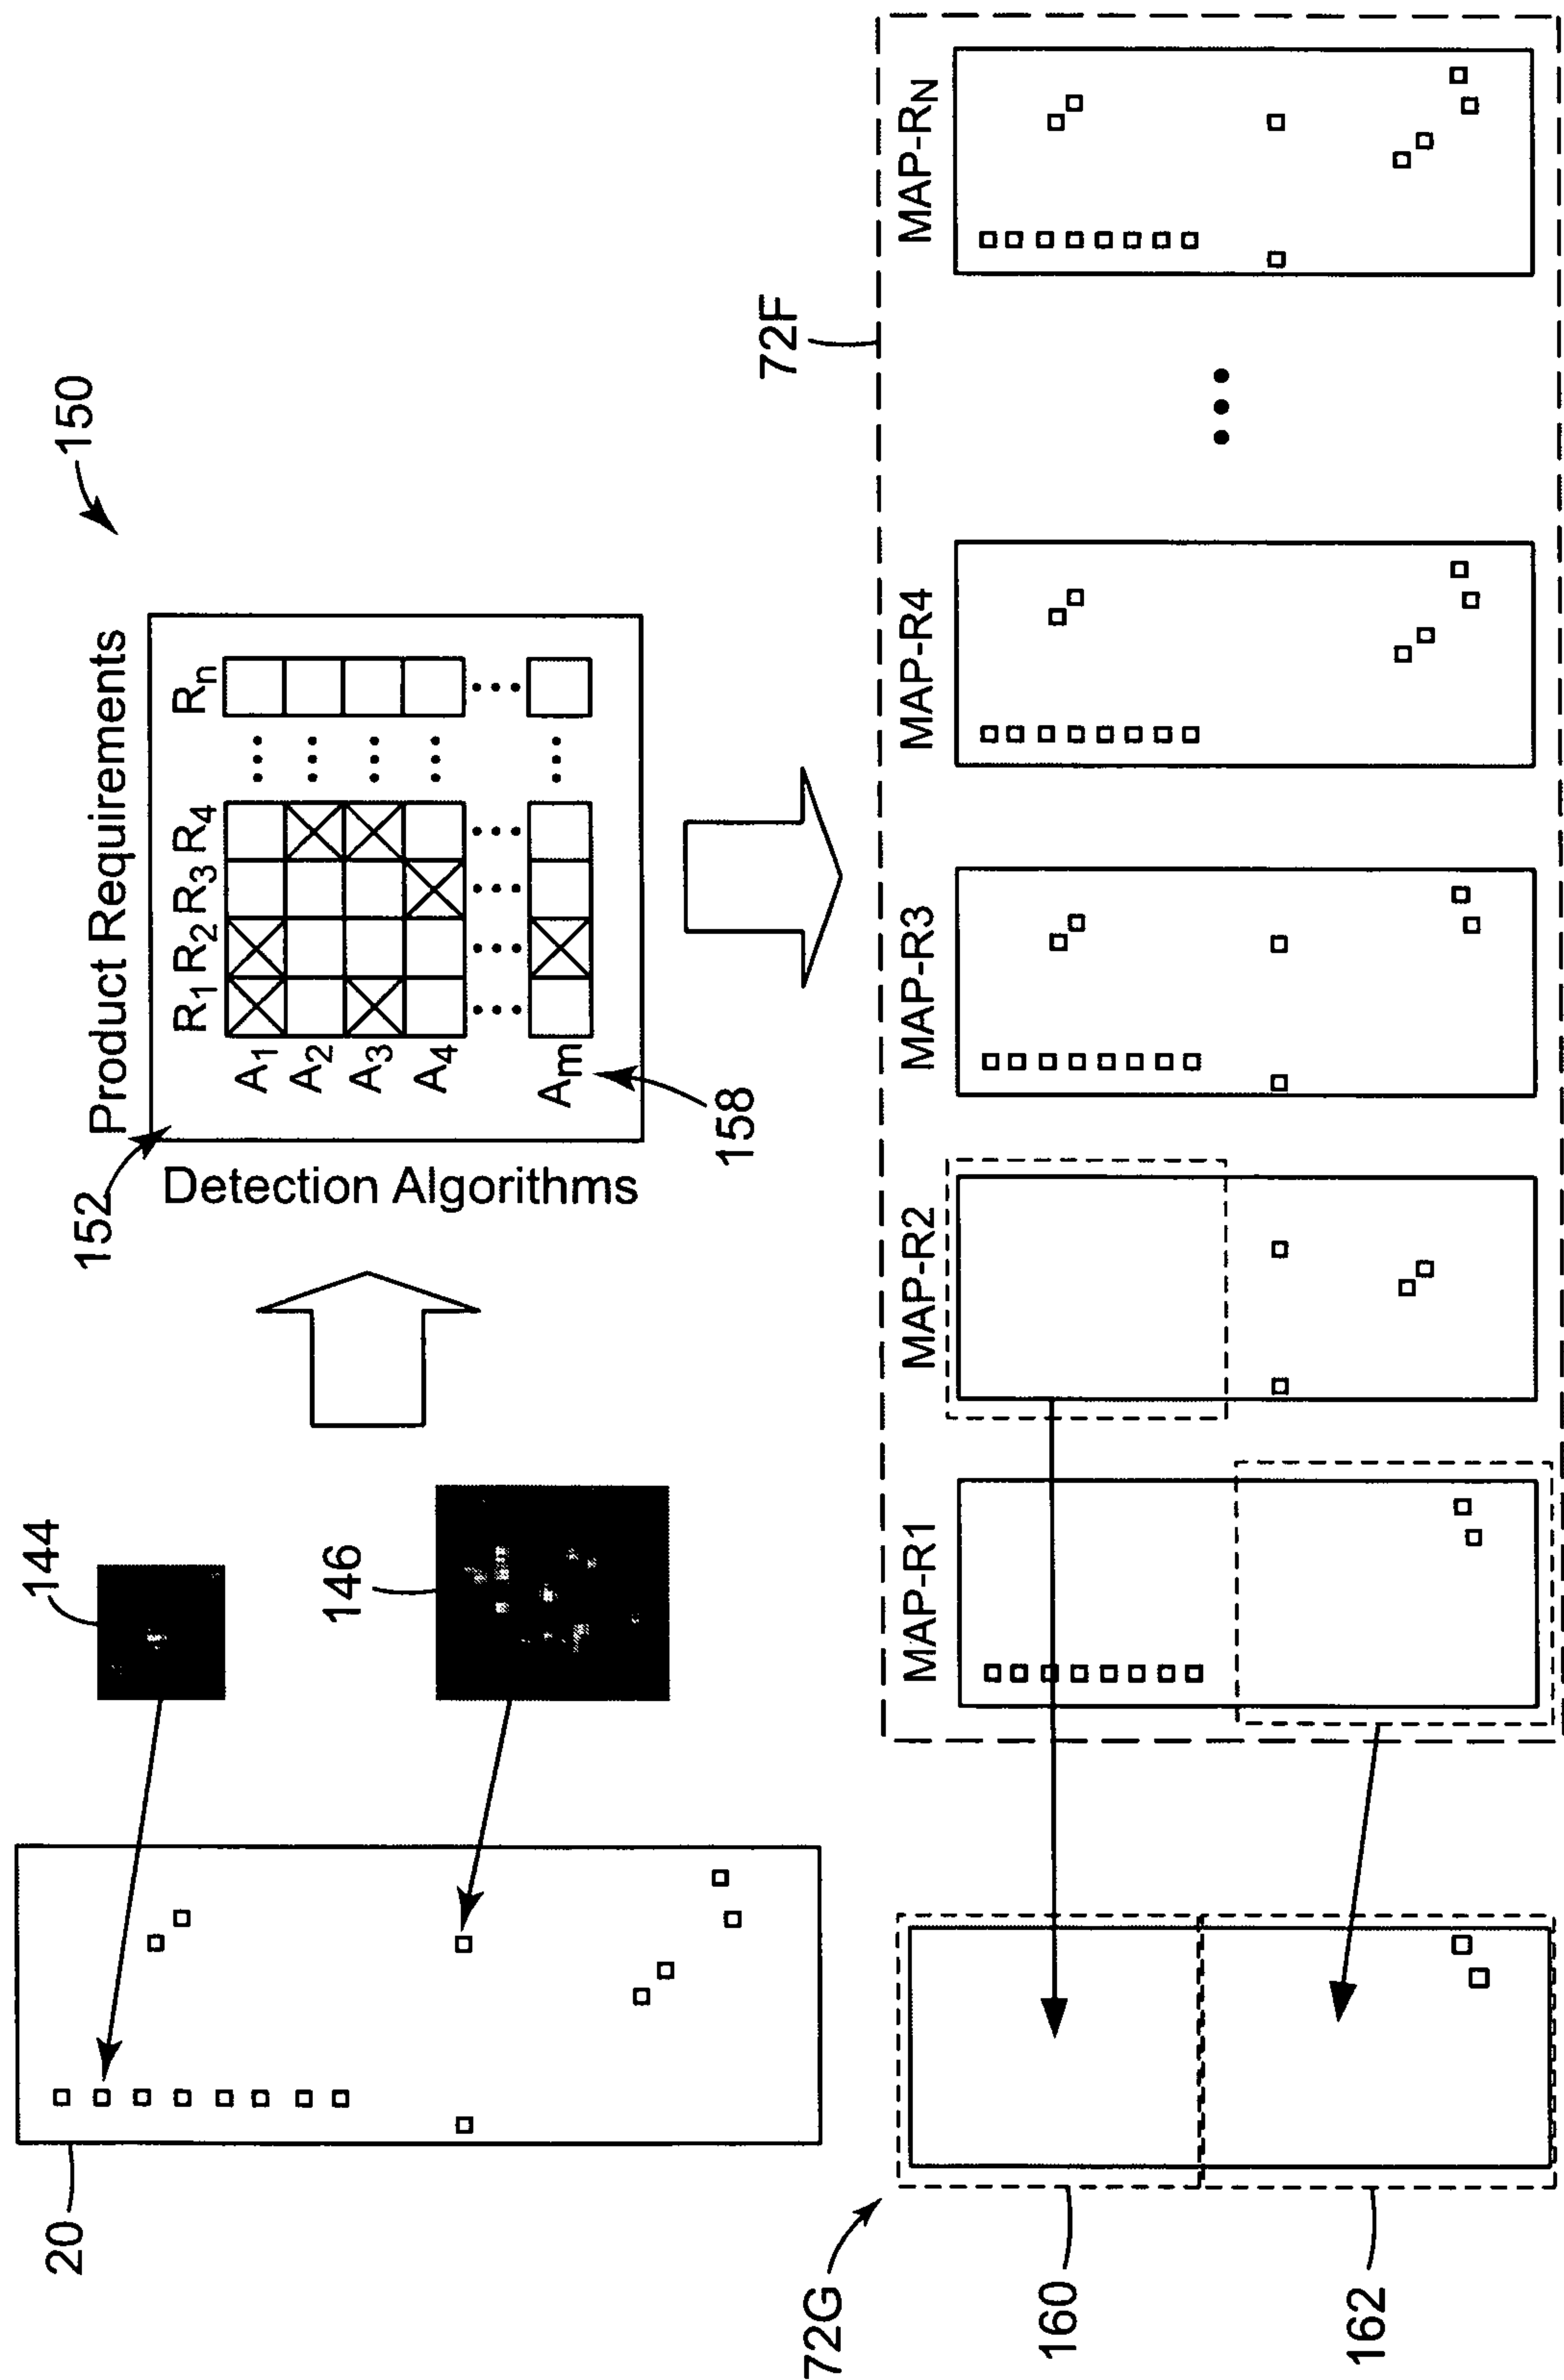 150
20
144
146
152
Product Requirements
R1 R2 R3 R4 Rn
A1
A2
A3
A4
Am
158
Detection Algorithms
72F
MAP-R1
MAP-R2
MAP-R3
MAP-R4
MAP-RN
72G
160
162